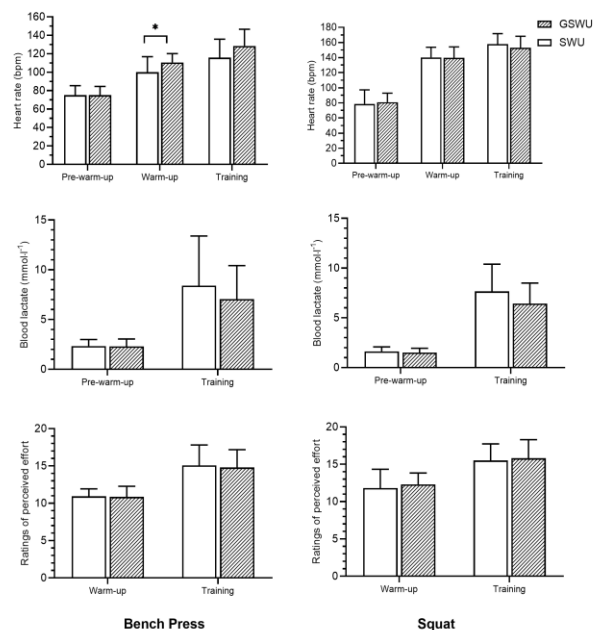 GSWU
SWU
*
Heart rate (bpm)
160
140
120
100
80
60
40
20
0
Pre-warm-up Warm-up Training
Heart rate (bpm)
180
160
140
120
100
80
60
40
20
0
Pre-warm-up Warm-up Training
Blood lactate (mmol·l⁻¹)
15
10
5
0
Pre-warm-up Training
Blood lactate (mmol·l⁻¹)
15
10
5
0
Pre-warm-up Training
Ratings of perceived effort
20
15
10
5
0
Warm-up Training
Ratings of perceived effort
20
15
10
5
0
Warm-up Training
Bench Press Squat